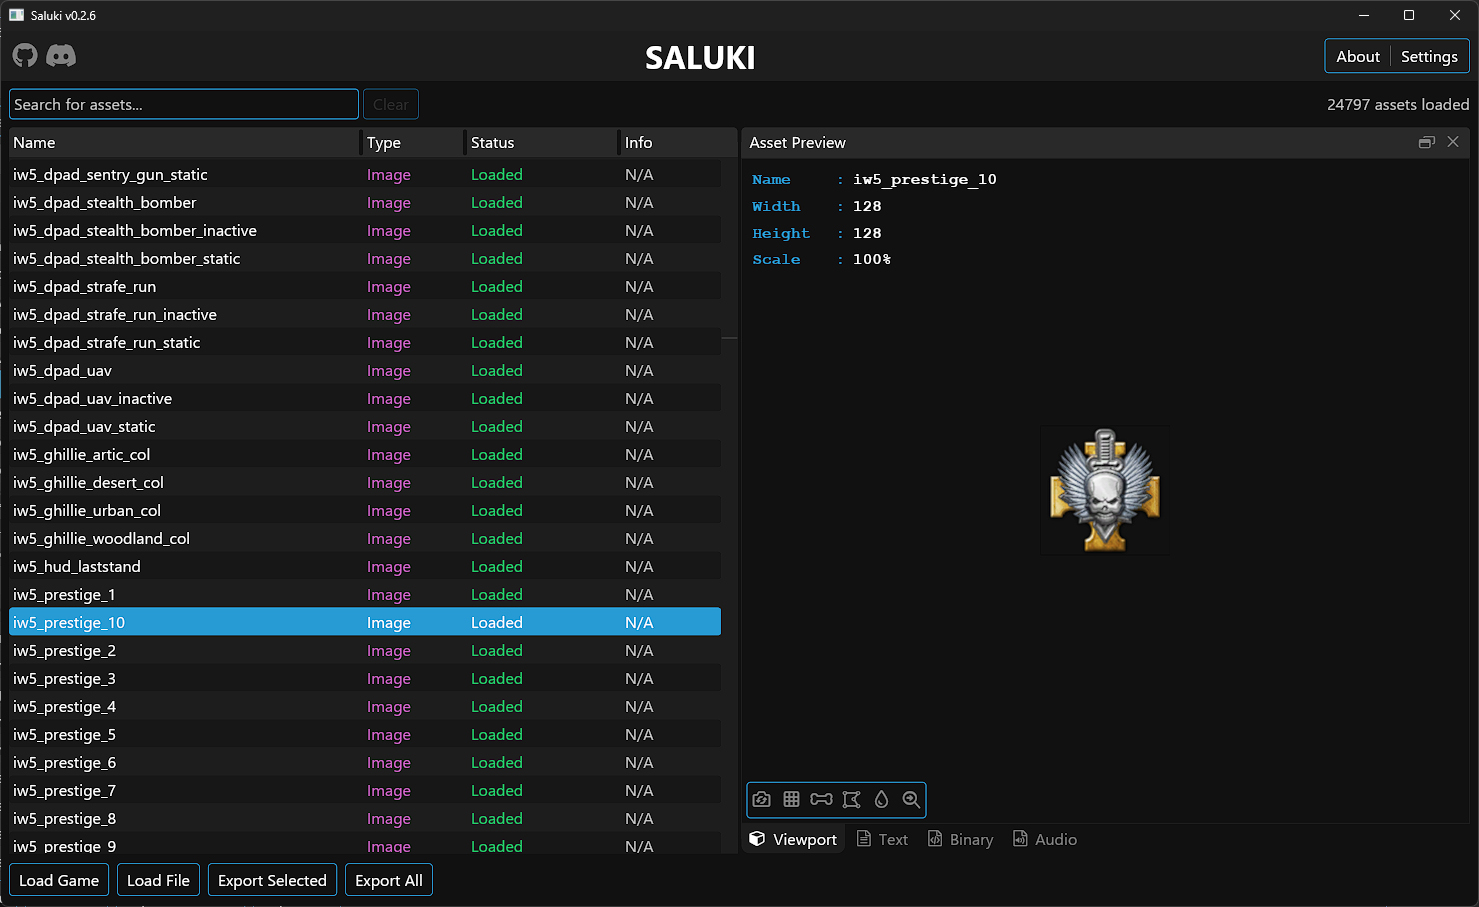 Saluki v0.2.6
SALUKI
About Settings
Search for assets... Clear 24797 assets loaded
Name Type Status Info
iw5_dpad_sentry_gun_static Image Loaded N/A
iw5_dpad_stealth_bomber Image Loaded N/A
iw5_dpad_stealth_bomber_inactive Image Loaded N/A
iw5_dpad_stealth_bomber_static Image Loaded N/A
iw5_dpad_strafe_run Image Loaded N/A
iw5_dpad_strafe_run_inactive Image Loaded N/A
iw5_dpad_strafe_run_static Image Loaded N/A
iw5_dpad_uav Image Loaded N/A
iw5_dpad_uav_inactive Image Loaded N/A
iw5_dpad_uav_static Image Loaded N/A
iw5_ghillie_artic_col Image Loaded N/A
iw5_ghillie_desert_col Image Loaded N/A
iw5_ghillie_urban_col Image Loaded N/A
iw5_ghillie_woodland_col Image Loaded N/A
iw5_hud_laststand Image Loaded N/A
iw5_prestige_1 Image Loaded N/A
iw5_prestige_10 Image Loaded N/A
iw5_prestige_2 Image Loaded N/A
iw5_prestige_3 Image Loaded N/A
iw5_prestige_4 Image Loaded N/A
iw5_prestige_5 Image Loaded N/A
iw5_prestige_6 Image Loaded N/A
iw5_prestige_7 Image Loaded N/A
iw5_prestige_8 Image Loaded N/A
iw5_prestige_9 Image Loaded N/A
Asset Preview
Name : iw5_prestige_10
Width : 128
Height : 128
Scale : 100%
Viewport Text Binary Audio
Load Game Load File Export Selected Export All